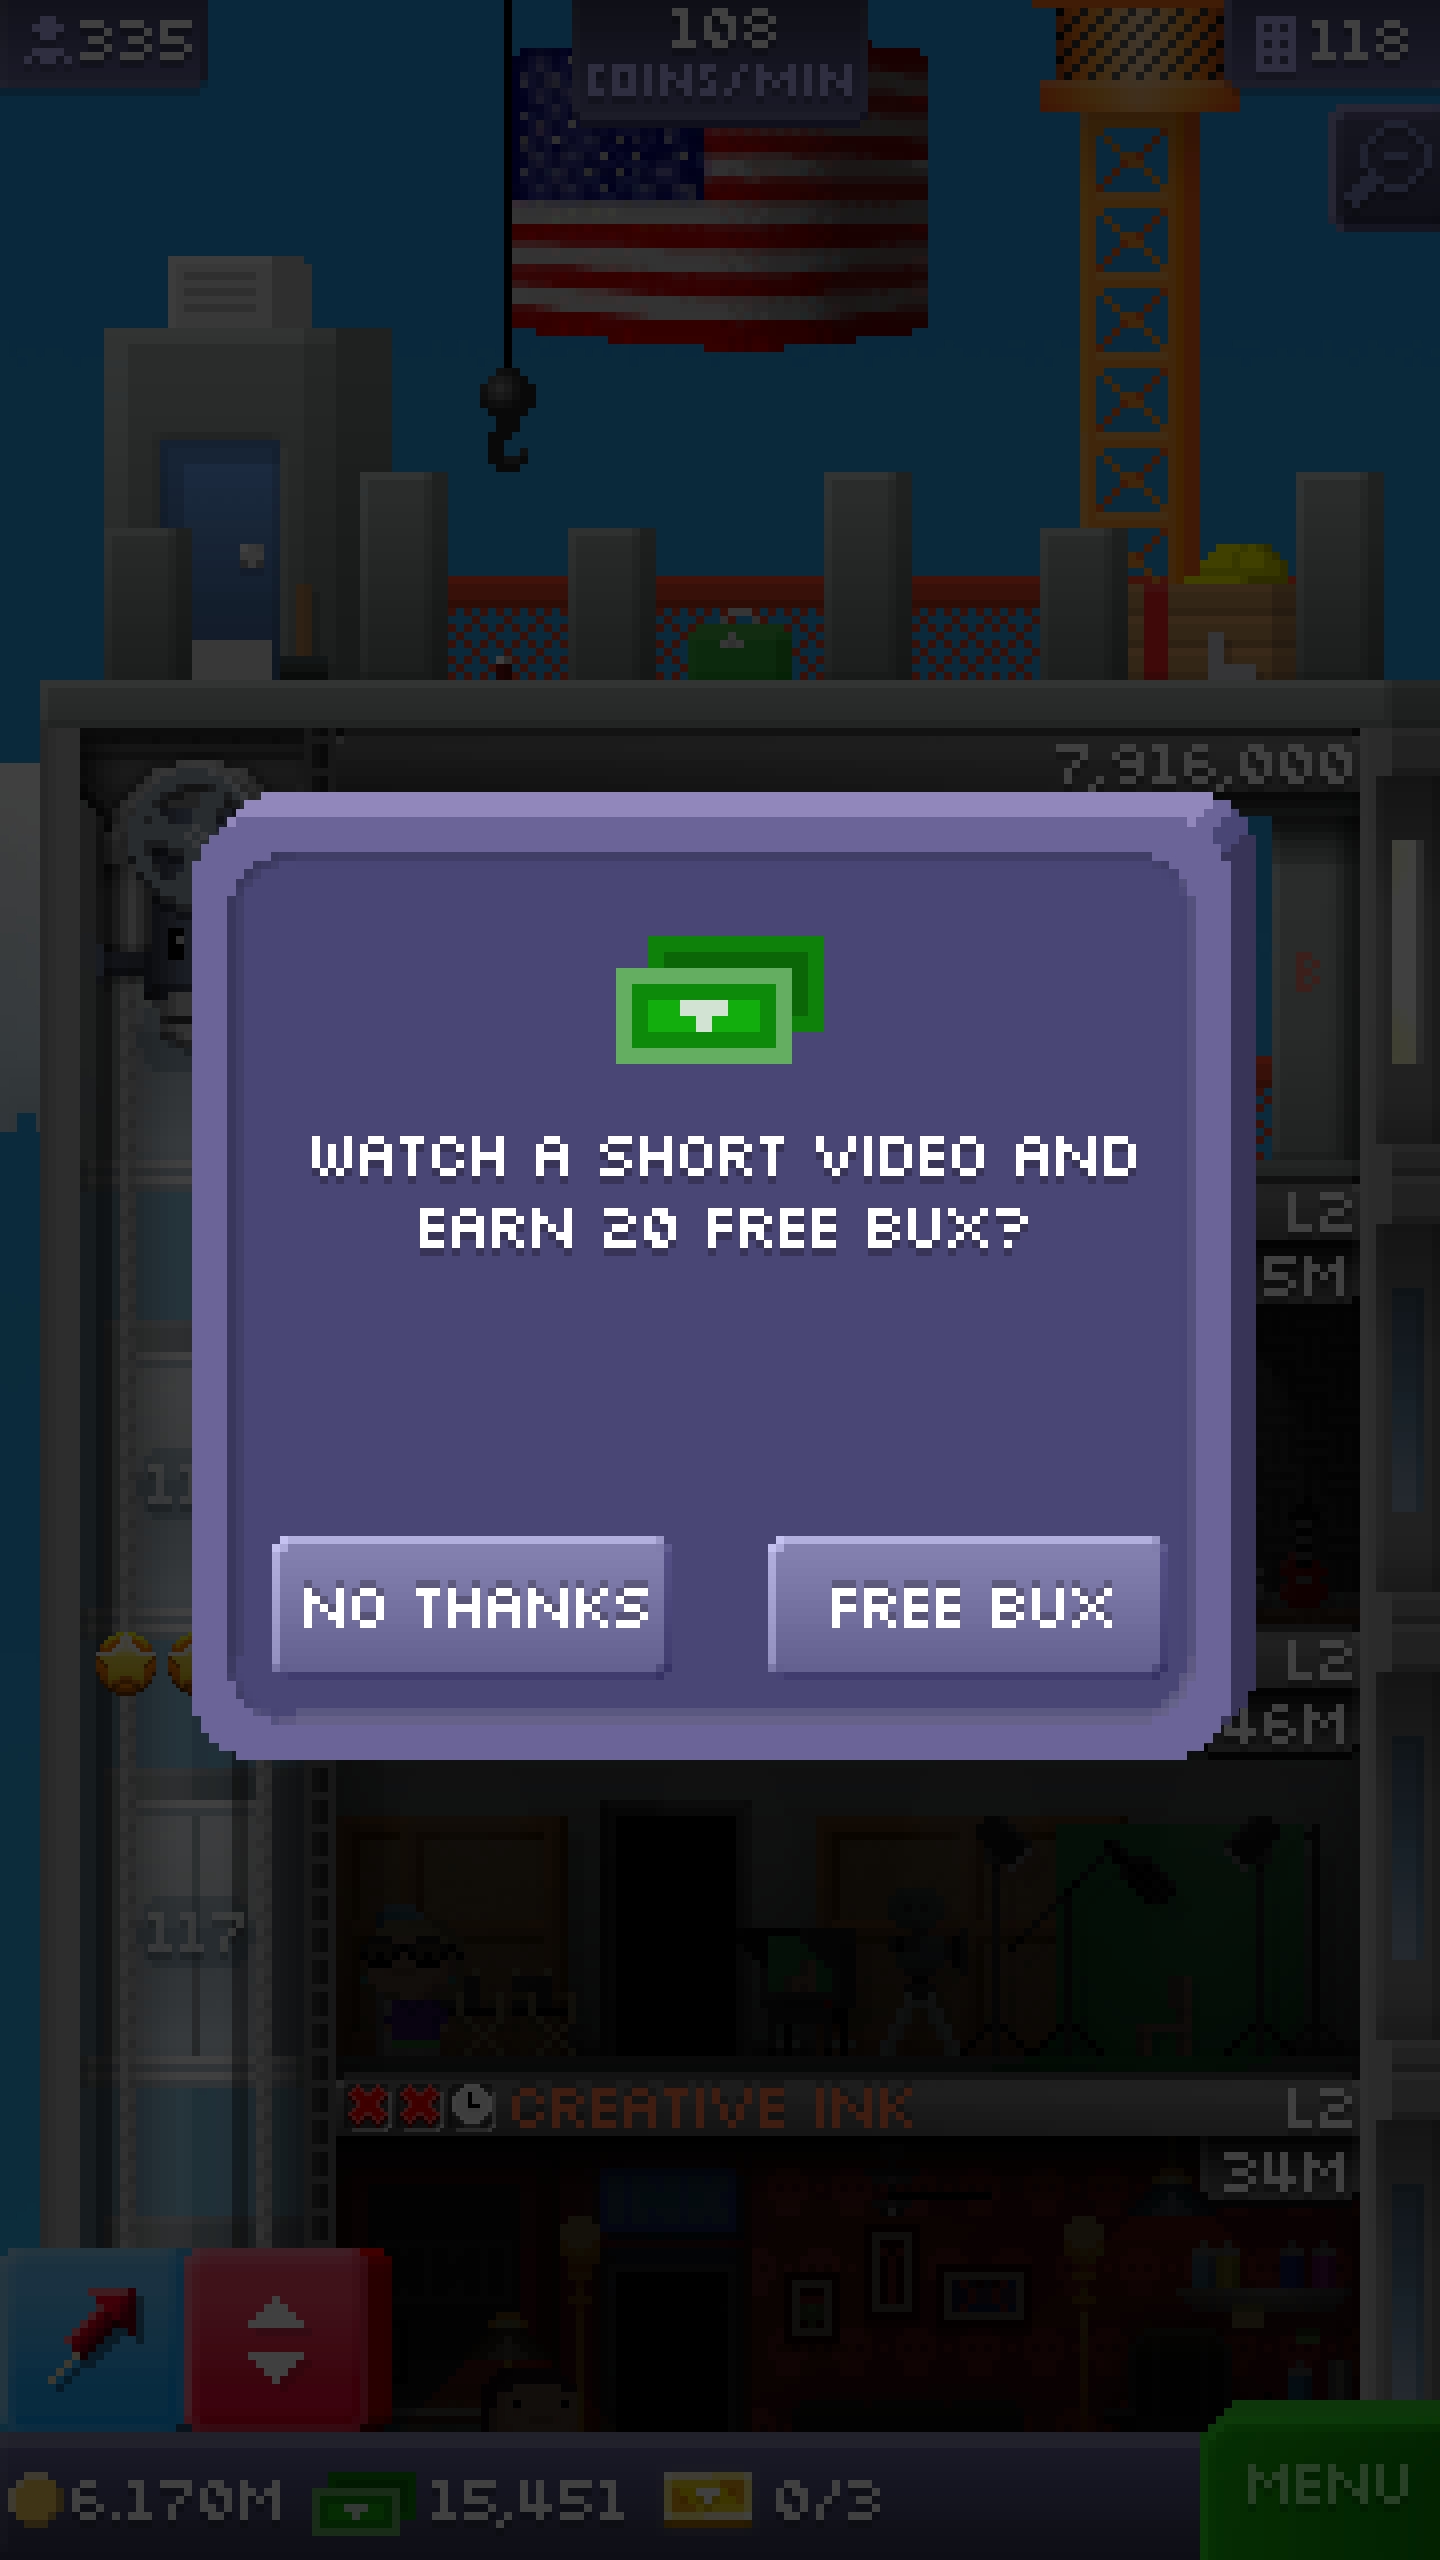 335
108
COINS/MIN
118
7,916,000
B
WATCH A SHORT VIDEO AND
EARN 20 FREE BUX?
L2
5M
NO THANKS
FREE BUX
L2
46M
117
CREATIVE INK
L2
34M
6.170M
15,451
0/3
MENU